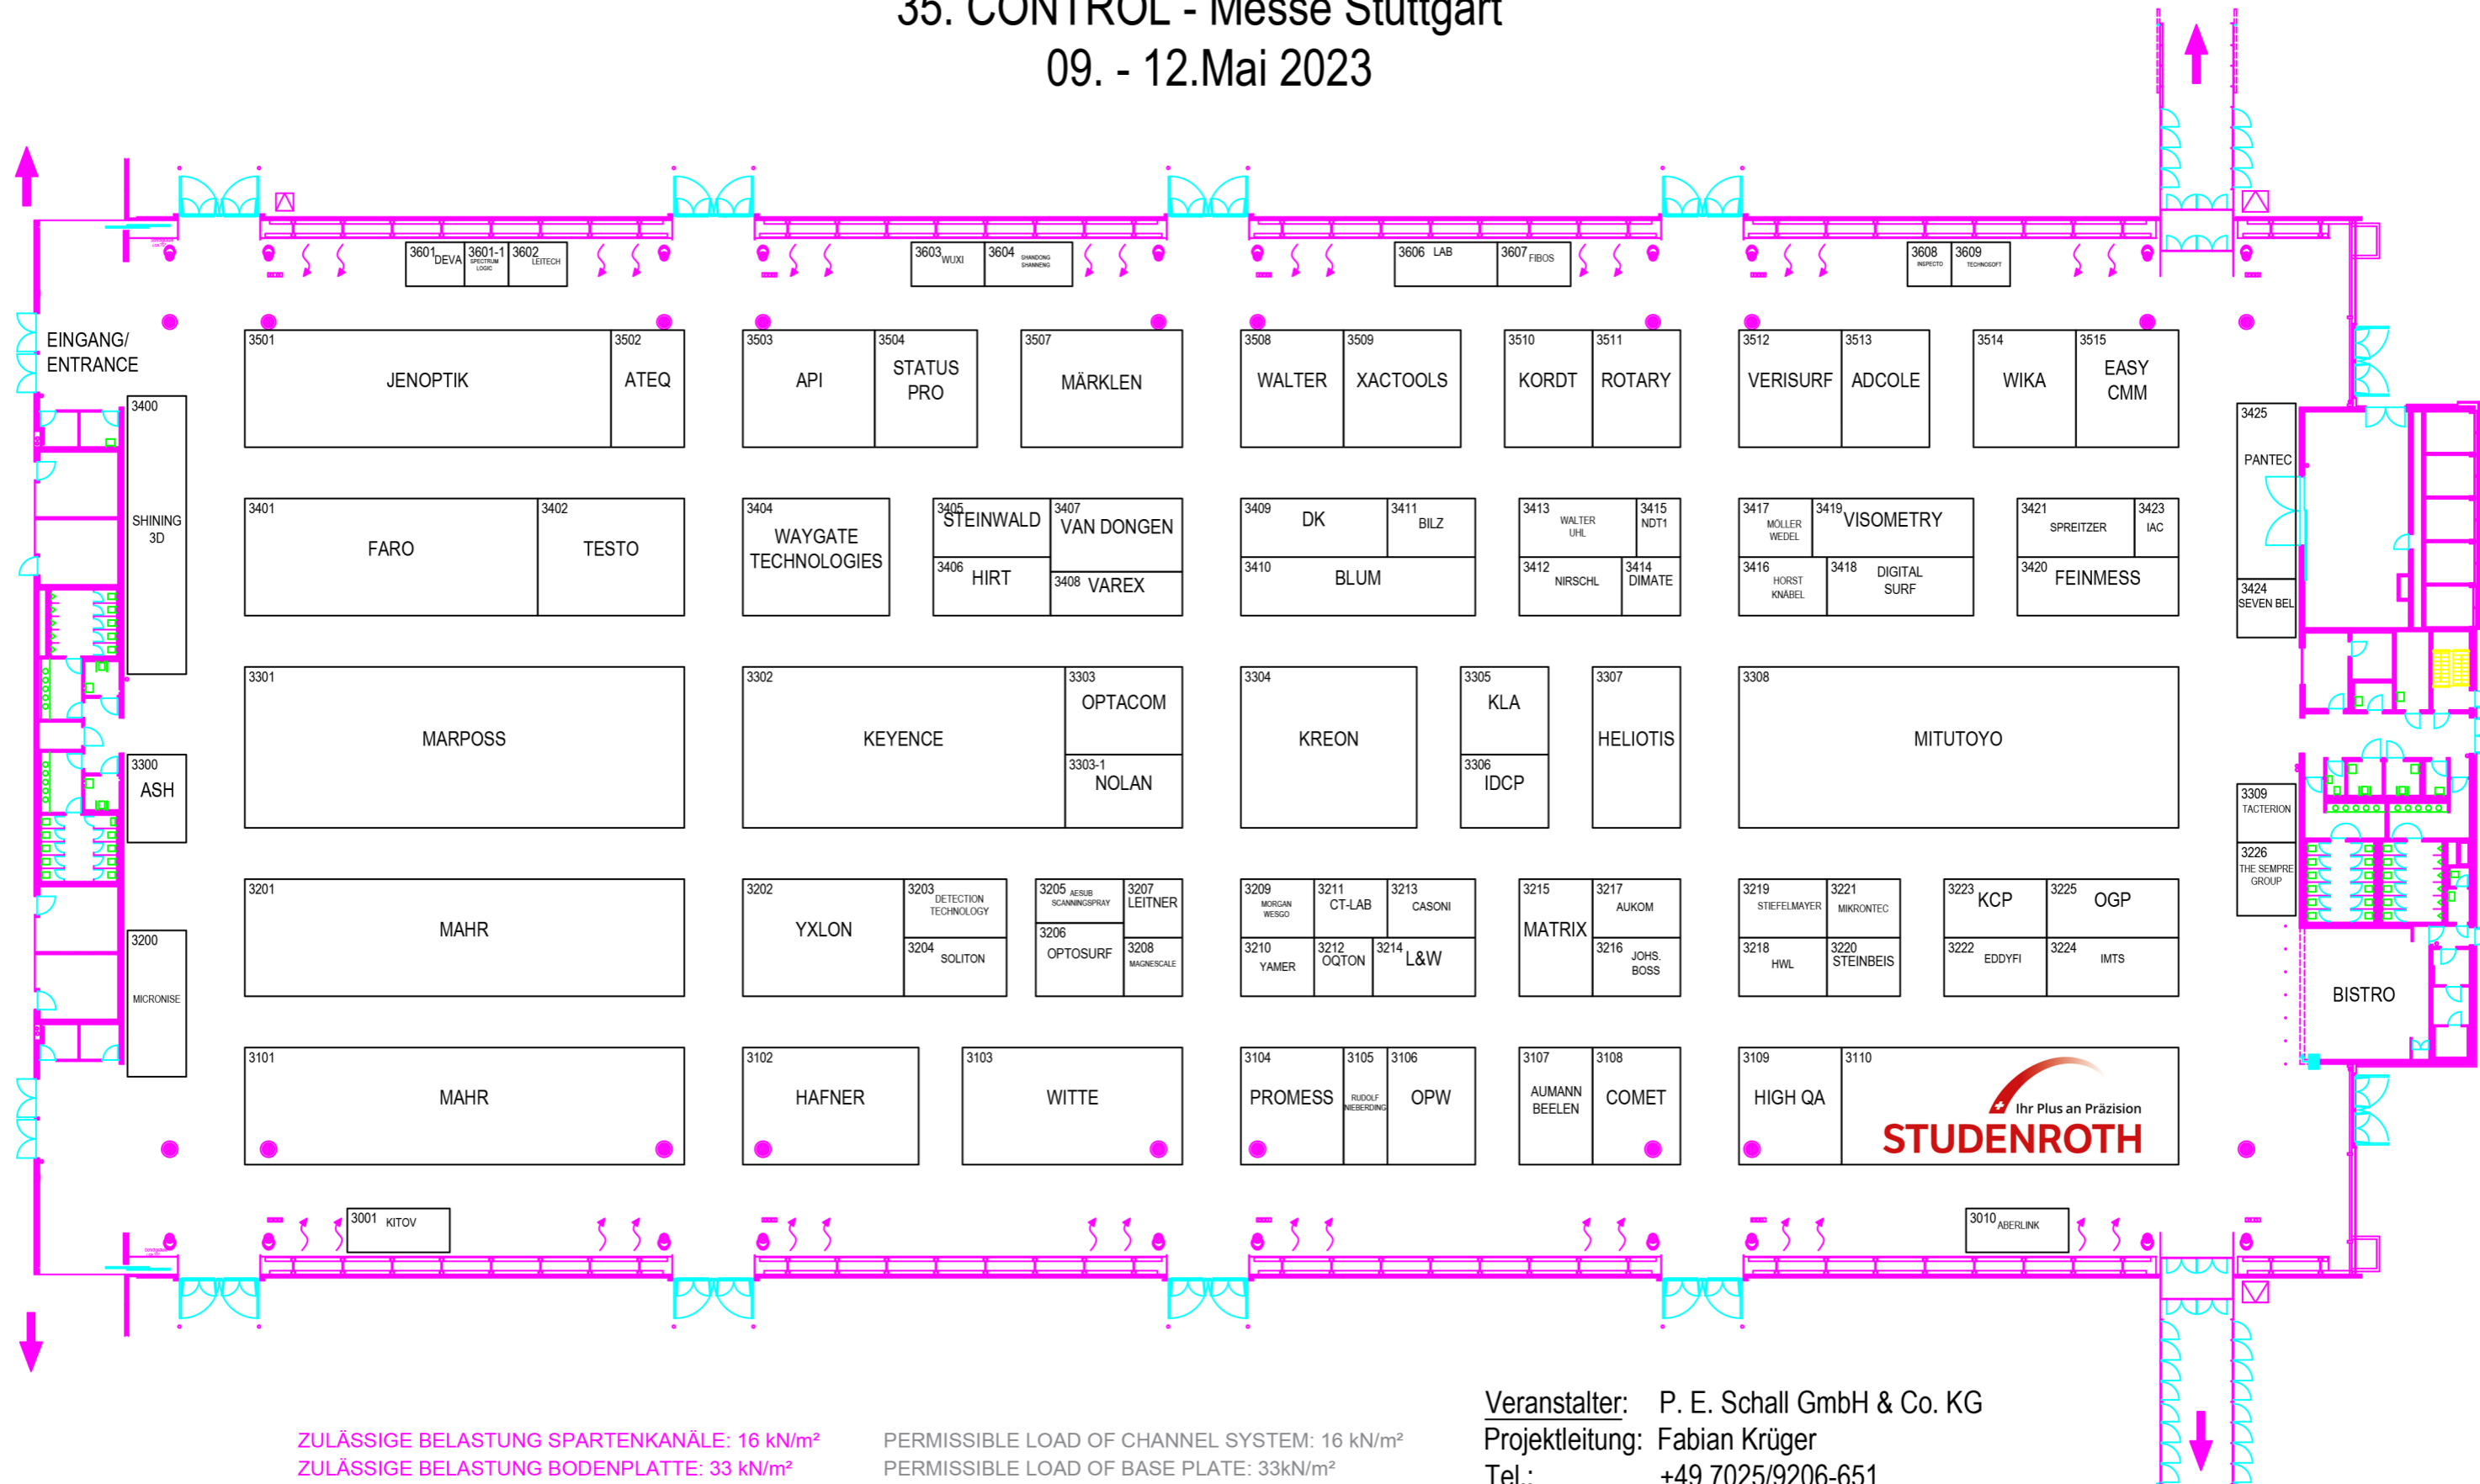 35. CONTROL - Messe Stuttgart
09. - 12.Mai 2023
3601 DEVA
3601-1 SPECTRUM LOGIC
3602 LEITECH
3603 WUXI
3604 SHANDONG SHANNENG
3606 LAB
3607 FIBOS
3608 INSPECTO
3609 TECHNOSOFT
EINGANG/
ENTRANCE
3501 JENOPTIK
3502 ATEQ
3503 API
3504 STATUS PRO
3507 MÄRKLEN
3508 WALTER
3509 XACTOOLS
3510 KORDT
3511 ROTARY
3512 VERISURF
3513 ADCOLE
3514 WIKA
3515 EASY CMM
3400 SHINING 3D
3425 PANTEC
3401 FARO
3402 TESTO
3404 WAYGATE TECHNOLOGIES
3405 STEINWALD
3407 VAN DONGEN
3406 HIRT
3408 VAREX
3409 DK
3411 BILZ
3410 BLUM
3413 WALTER UHL
3415 NDT1
3412 NIRSCHL
3414 DIMATE
3417 MÖLLER WEDEL
3419 VISOMETRY
3416 HORST KNÄBEL
3418 DIGITAL SURF
3421 SPREITZER
3423 IAC
3420 FEINMESS
3424 SEVEN BEL
3301 MARPOSS
3302 KEYENCE
3303 OPTACOM
3303-1 NOLAN
3304 KREON
3305 KLA
3306 IDCP
3307 HELIOTIS
3308 MITUTOYO
3300 ASH
3309 TACTERION
3226 THE SEMPRE GROUP
3201 MAHR
3202 YXLON
3203 DETECTION TECHNOLOGY
3204 SOLITON
3205 AESUB SCANNINGSPRAY
3207 LEITNER
3206 OPTOSURF
3208 MAGNESCALE
3209 MORGAN WESGO
3211 CT-LAB
3213 CASONI
3210 YAMER
3212 OQTON
3214 L&W
3215 MATRIX
3217 AUKOM
3216 JOHS. BOSS
3219 STIEFELMAYER
3221 MIKRONTEC
3218 HWL
3220 STEINBEIS
3223 KCP
3225 OGP
3222 EDDYFI
3224 IMTS
3200 MICRONISE
BISTRO
3101 MAHR
3102 HAFNER
3103 WITTE
3104 PROMESS
3105 RUDOLF NIEBERDING
3106 OPW
3107 AUMANN BEELEN
3108 COMET
3109 HIGH QA
3110
Ihr Plus an Präzision
STUDENROTH
3001 KITOV
3010 ABERLINK
ZULÄSSIGE BELASTUNG SPARTENKANÄLE: 16 kN/m²
ZULÄSSIGE BELASTUNG BODENPLATTE: 33 kN/m²
PERMISSIBLE LOAD OF CHANNEL SYSTEM: 16 kN/m²
PERMISSIBLE LOAD OF BASE PLATE: 33kN/m²
Veranstalter: P. E. Schall GmbH & Co. KG
Projektleitung: Fabian Krüger
Tel.: +49 7025/9206-651